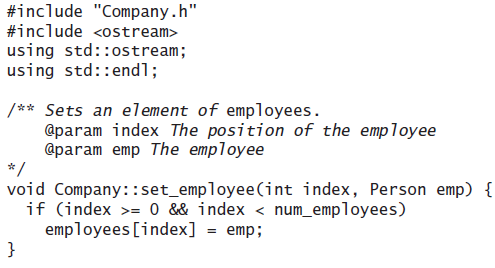 #include "Company.h"
#include <ostream>
using std::ostream;
using std::endl;
/** Sets an element of employees.
@param index The position of the employee
@param emp The employee
*/
void Company::set_employee(int index, Person emp) {
if (index >= 0 && index < num_employees)
employees[index] = emp;
}